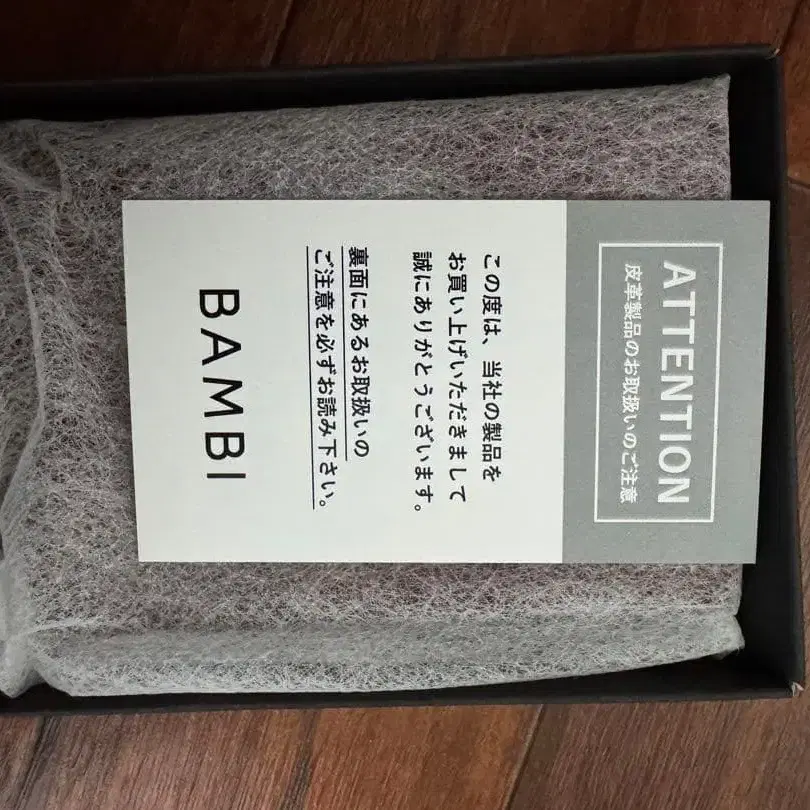 ATTENTION
皮革製品のお取扱いのご注意
この度は、当社の製品を
お買い上げいただきまして
誠にありがとうございます。
裏面にあるお取扱いの
ご注意を必ずお読み下さい。
BAMBI